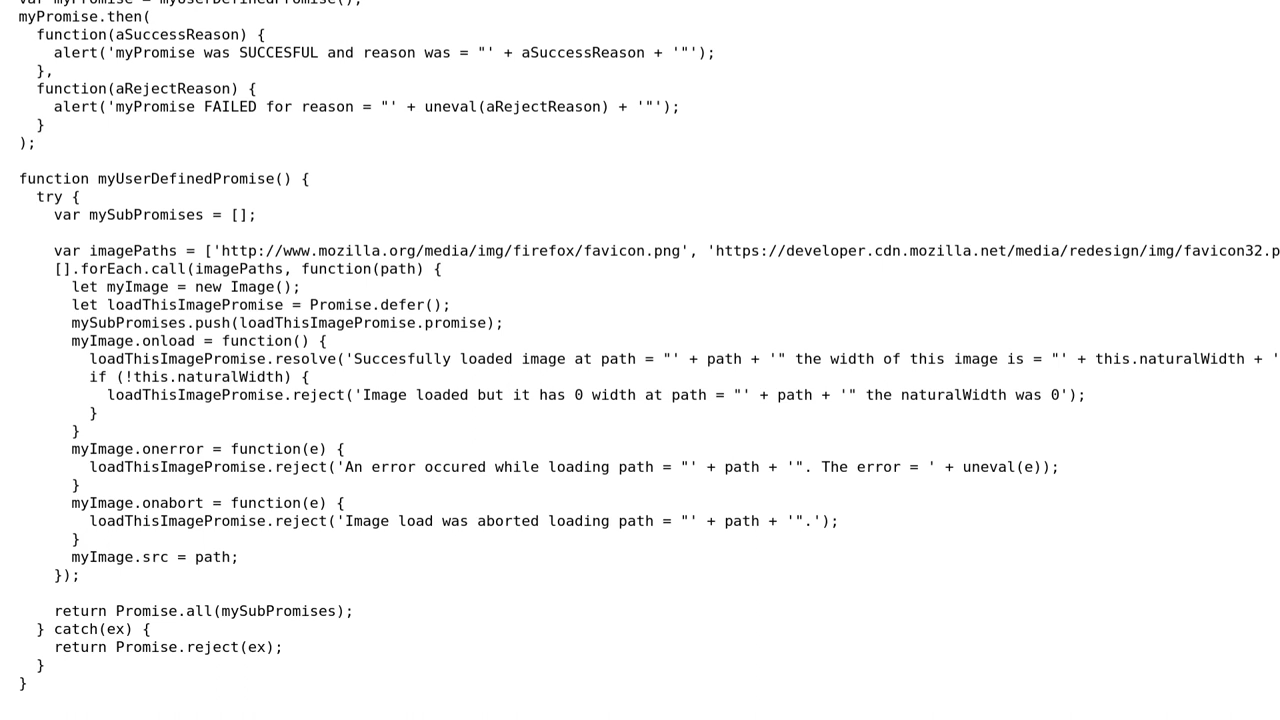 var myPromise = myUserDefinedPromise();
myPromise.then(
  function(aSuccessReason) {
    alert('myPromise was SUCCESFUL and reason was = "' + aSuccessReason + '"');
  },
  function(aRejectReason) {
    alert('myPromise FAILED for reason = "' + uneval(aRejectReason) + '"');
  }
);

function myUserDefinedPromise() {
  try {
    var mySubPromises = [];

    var imagePaths = ['http://www.mozilla.org/media/img/firefox/favicon.png', 'https://developer.cdn.mozilla.net/media/redesign/img/favicon32.p
    [].forEach.call(imagePaths, function(path) {
      let myImage = new Image();
      let loadThisImagePromise = Promise.defer();
      mySubPromises.push(loadThisImagePromise.promise);
      myImage.onload = function() {
        loadThisImagePromise.resolve('Succesfully loaded image at path = "' + path + '" the width of this image is = "' + this.naturalWidth + '
        if (!this.naturalWidth) {
          loadThisImagePromise.reject('Image loaded but it has 0 width at path = "' + path + '" the naturalWidth was 0');
        }
      }
      myImage.onerror = function(e) {
        loadThisImagePromise.reject('An error occured while loading path = "' + path + '". The error = ' + uneval(e));
      }
      myImage.onabort = function(e) {
        loadThisImagePromise.reject('Image load was aborted loading path = "' + path + '".');
      }
      myImage.src = path;
    });

    return Promise.all(mySubPromises);
  } catch(ex) {
    return Promise.reject(ex);
  }
}